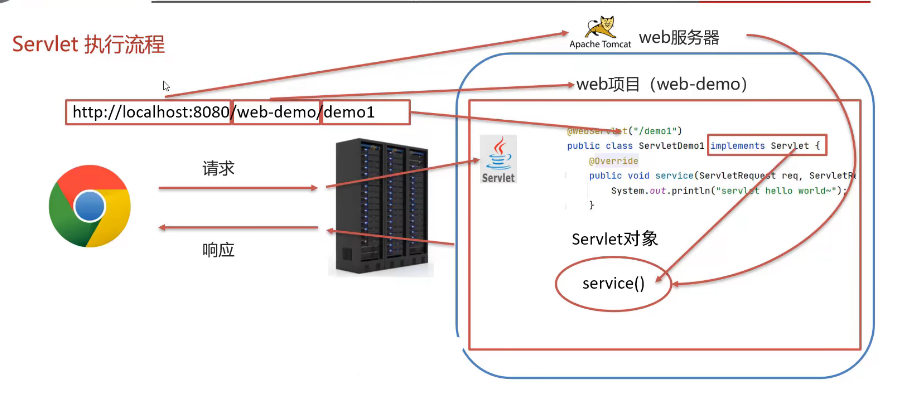 Servlet 执行流程
Apache Tomcat
web服务器
web项目（web-demo）
http://localhost:8080/web-demo/demo1
@WebServlet("/demo1")
public class ServletDemo1 implements Servlet {
@Override
public void service(ServletRequest req, ServletRe
System.out.println("servlet hello world~");
}
请求
Servlet
响应
Servlet对象
service()